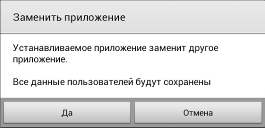 Заменить приложение
Устанавливаемое приложение заменит другое
приложение.
Все данные пользователей будут сохранены
Да
Отмена